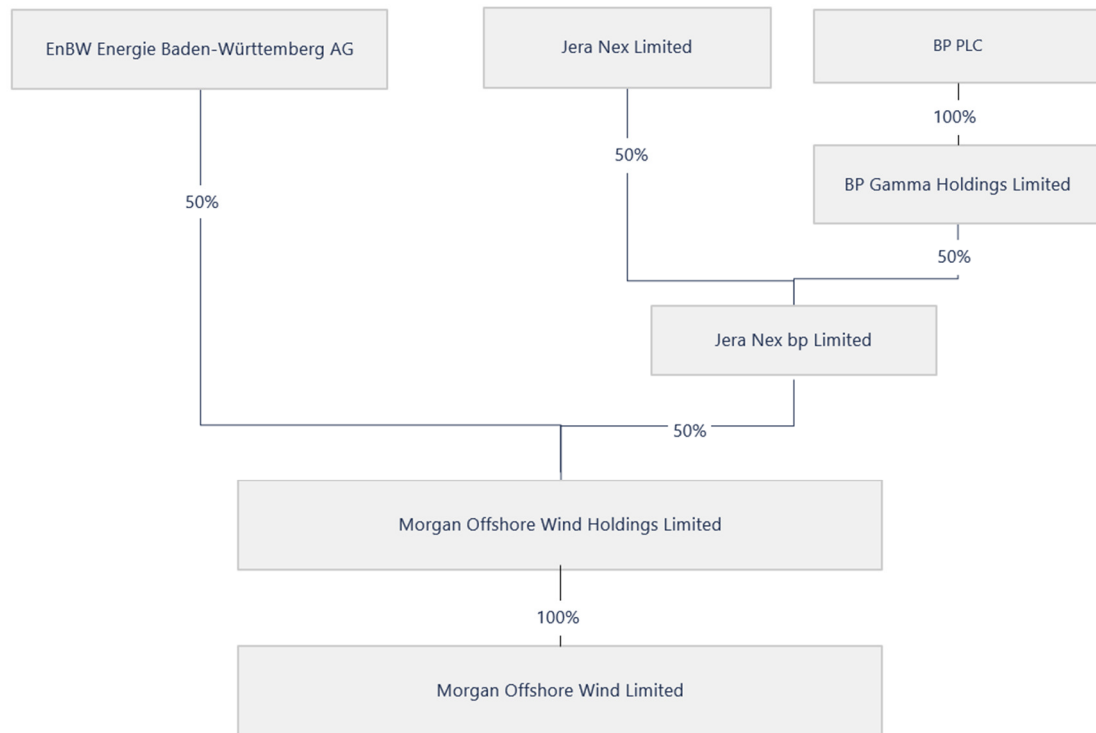 EnBW Energie Baden-Württemberg AG
Jera Nex Limited
BP PLC
100%
50%
BP Gamma Holdings Limited
50%
50%
Jera Nex bp Limited
50%
Morgan Offshore Wind Holdings Limited
100%
Morgan Offshore Wind Limited